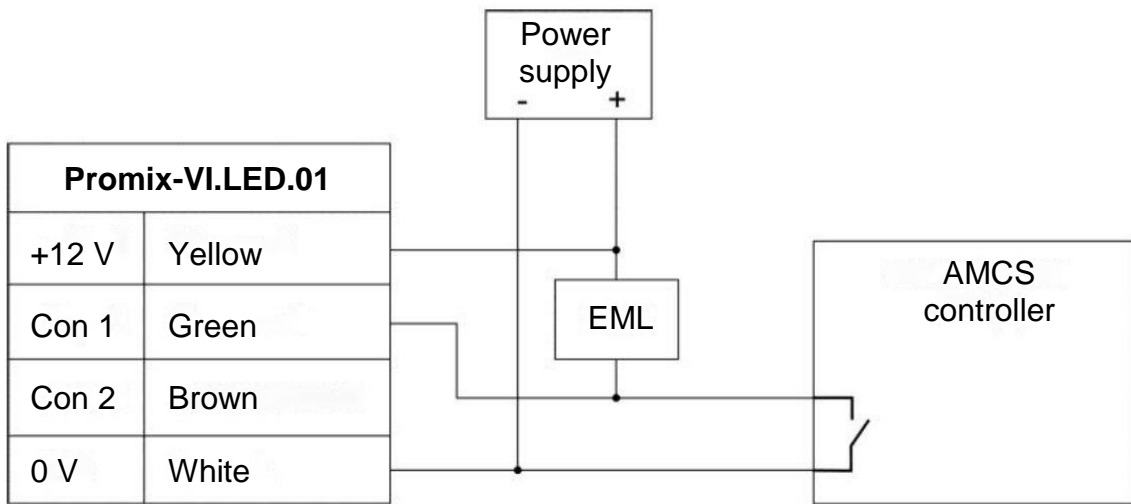 Power
supply
- +
Promix-VI.LED.01
+12 V Yellow
Con 1 Green
Con 2 Brown
0 V White
EML
AMCS
controller